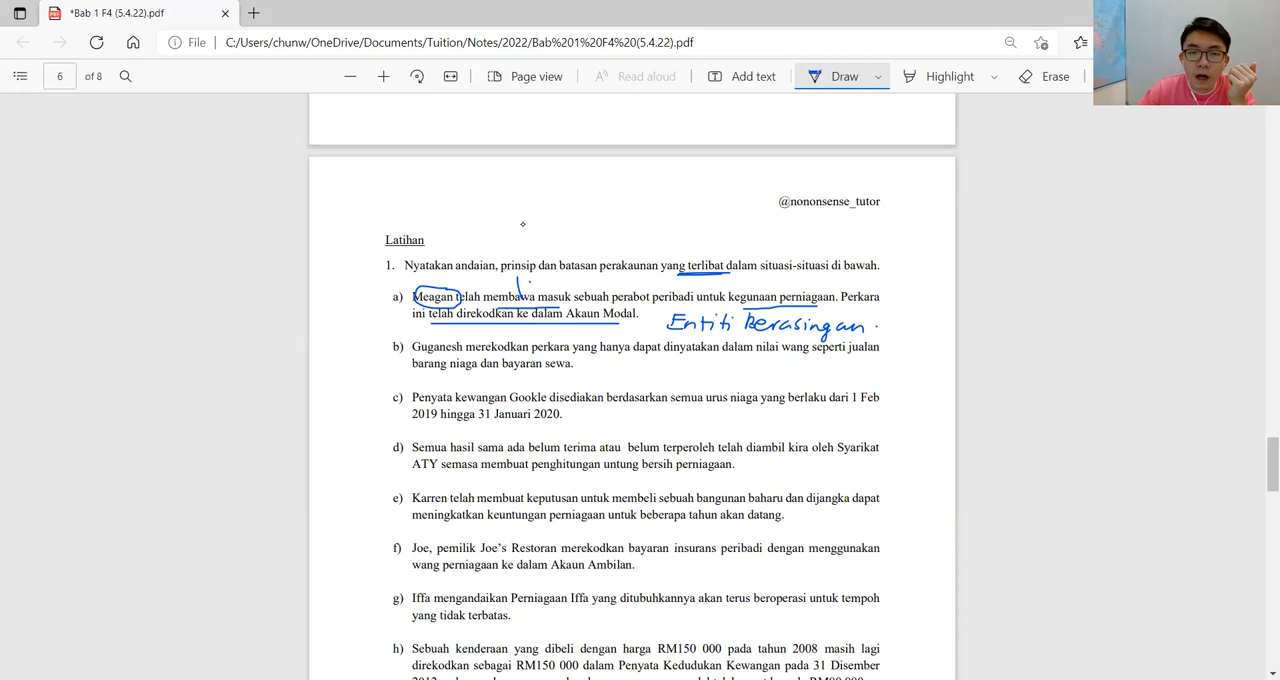 *Bab 1 F4 (5.4.22).pdf
File C:/Users/chunw/OneDrive/Documents/Tuition/Notes/2022/Bab%201%20F4%20(5.4.22).pdf
6 of 8 Page view Read aloud Add text Draw Highlight Erase
@nononsense_tutor
Latihan
1. Nyatakan andaian, prinsip dan batasan perakaunan yang terlibat dalam situasi-situasi di bawah.
a) Meagan telah membawa masuk sebuah perabot peribadi untuk kegunaan perniagaan. Perkara
ini telah direkodkan ke dalam Akaun Modal.
Entiti berasingan.
b) Guganesh merekodkan perkara yang hanya dapat dinyatakan dalam nilai wang seperti jualan
barang niaga dan bayaran sewa.
c) Penyata kewangan Gookle disediakan berdasarkan semua urus niaga yang berlaku dari 1 Feb
2019 hingga 31 Januari 2020.
d) Semua hasil sama ada belum terima atau belum terperoleh telah diambil kira oleh Syarikat
ATY semasa membuat penghitungan untung bersih perniagaan.
e) Karren telah membuat keputusan untuk membeli sebuah bangunan baharu dan dijangka dapat
meningkatkan keuntungan perniagaan untuk beberapa tahun akan datang.
f) Joe, pemilik Joe's Restoran merekodkan bayaran insurans peribadi dengan menggunakan
wang perniagaan ke dalam Akaun Ambilan.
g) Iffa mengandaikan Perniagaan Iffa yang ditubuhkannya akan terus beroperasi untuk tempoh
yang tidak terbatas.
h) Sebuah kenderaan yang dibeli dengan harga RM150 000 pada tahun 2008 masih lagi
direkodkan sebagai RM150 000 dalam Penyata Kedudukan Kewangan pada 31 Disember